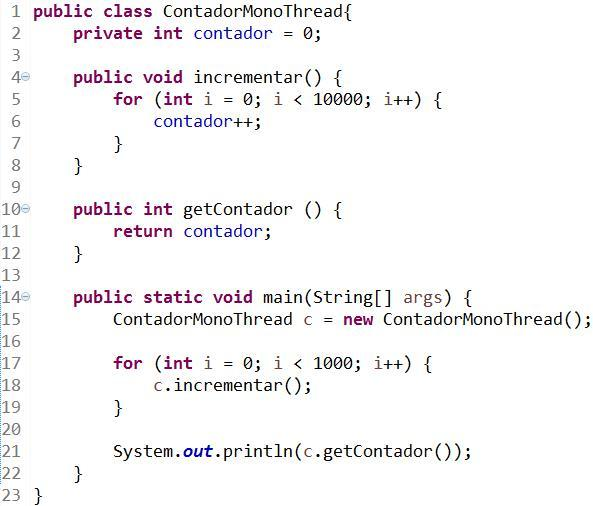 1 public class ContadorMonoThread{
2     private int contador = 0;
3
4     public void incrementar() {
5         for (int i = 0; i < 10000; i++) {
6             contador++;
7         }
8     }
9
10     public int getContador () {
11         return contador;
12     }
13
14     public static void main(String[] args) {
15         ContadorMonoThread c = new ContadorMonoThread();
16
17         for (int i = 0; i < 1000; i++) {
18             c.incrementar();
19         }
20
21         System.out.println(c.getContador());
22     }
23 }